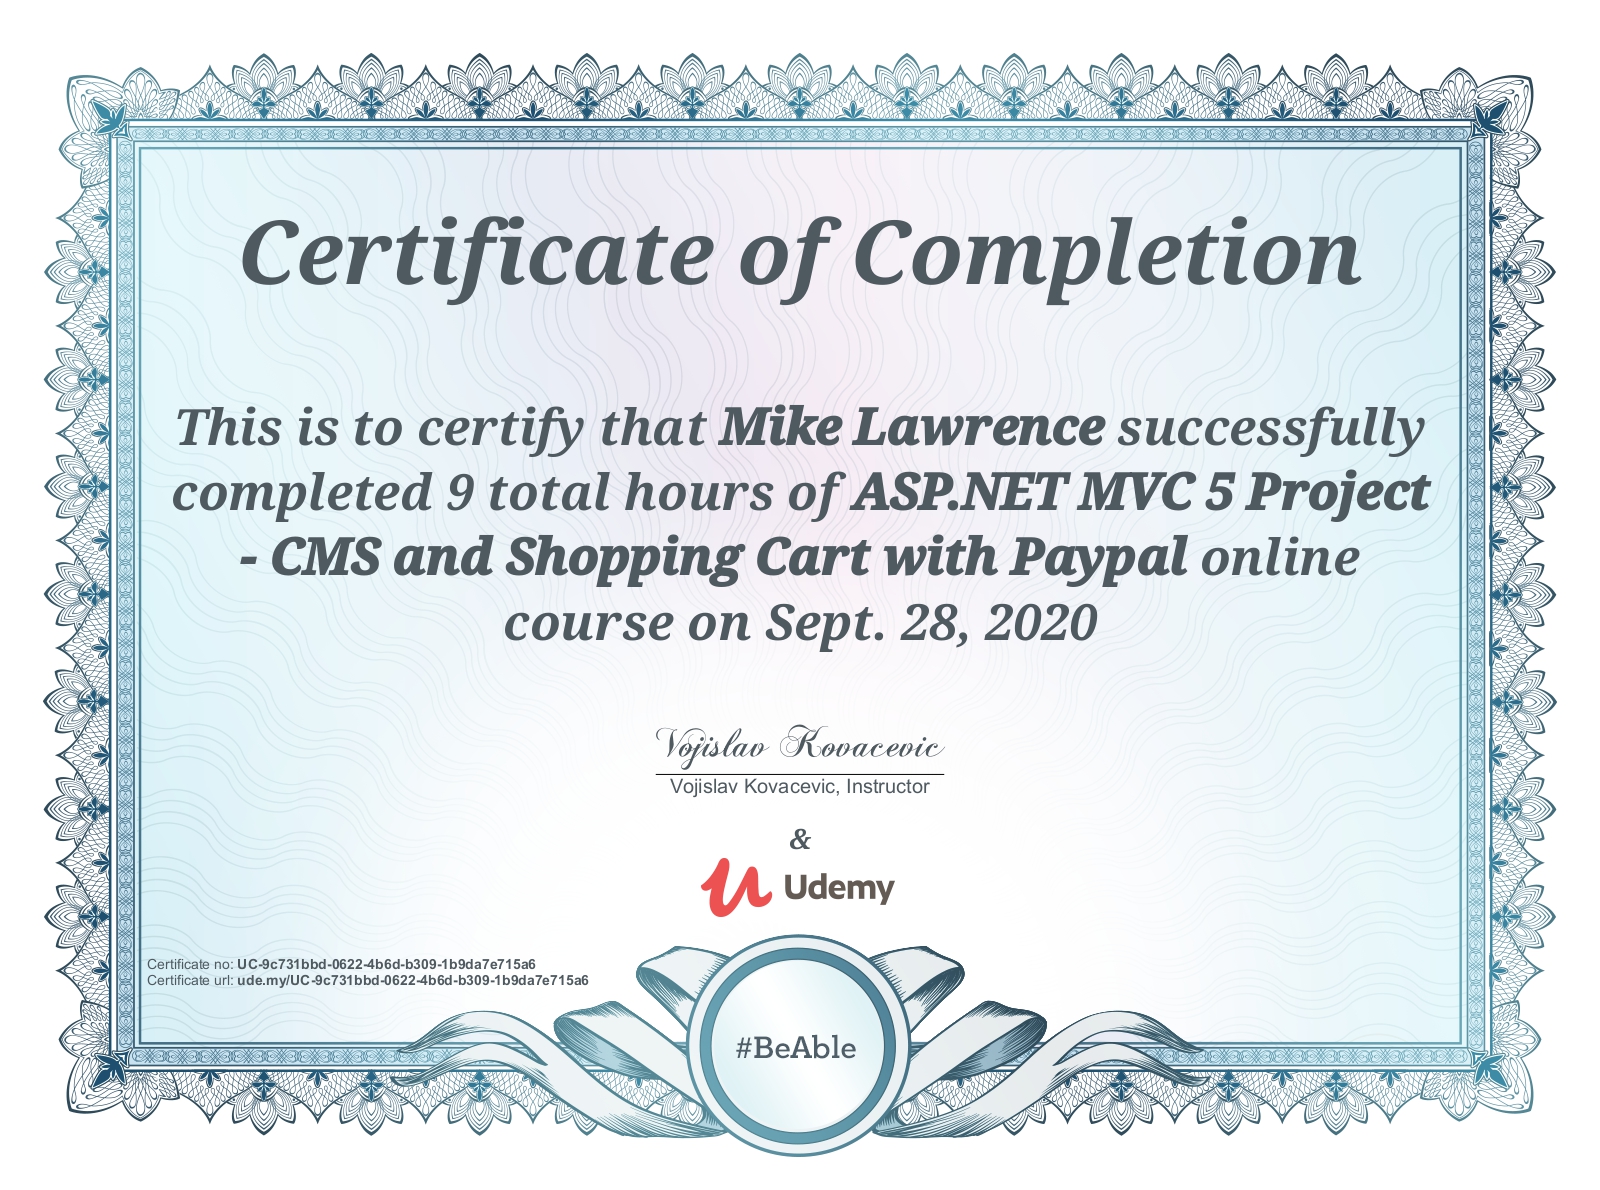 Certificate of Completion
This is to certify that Mike Lawrence successfully
completed 9 total hours of ASP.NET MVC 5 Project
- CMS and Shopping Cart with Paypal online
course on Sept. 28, 2020
Vojislav Kovacevic
Vojislav Kovacevic, Instructor
&
Udemy
Certificate no: UC-9c731bbd-0622-4b6d-b309-1b9da7e715a6
Certificate url: ude.my/UC-9c731bbd-0622-4b6d-b309-1b9da7e715a6
#BeAble